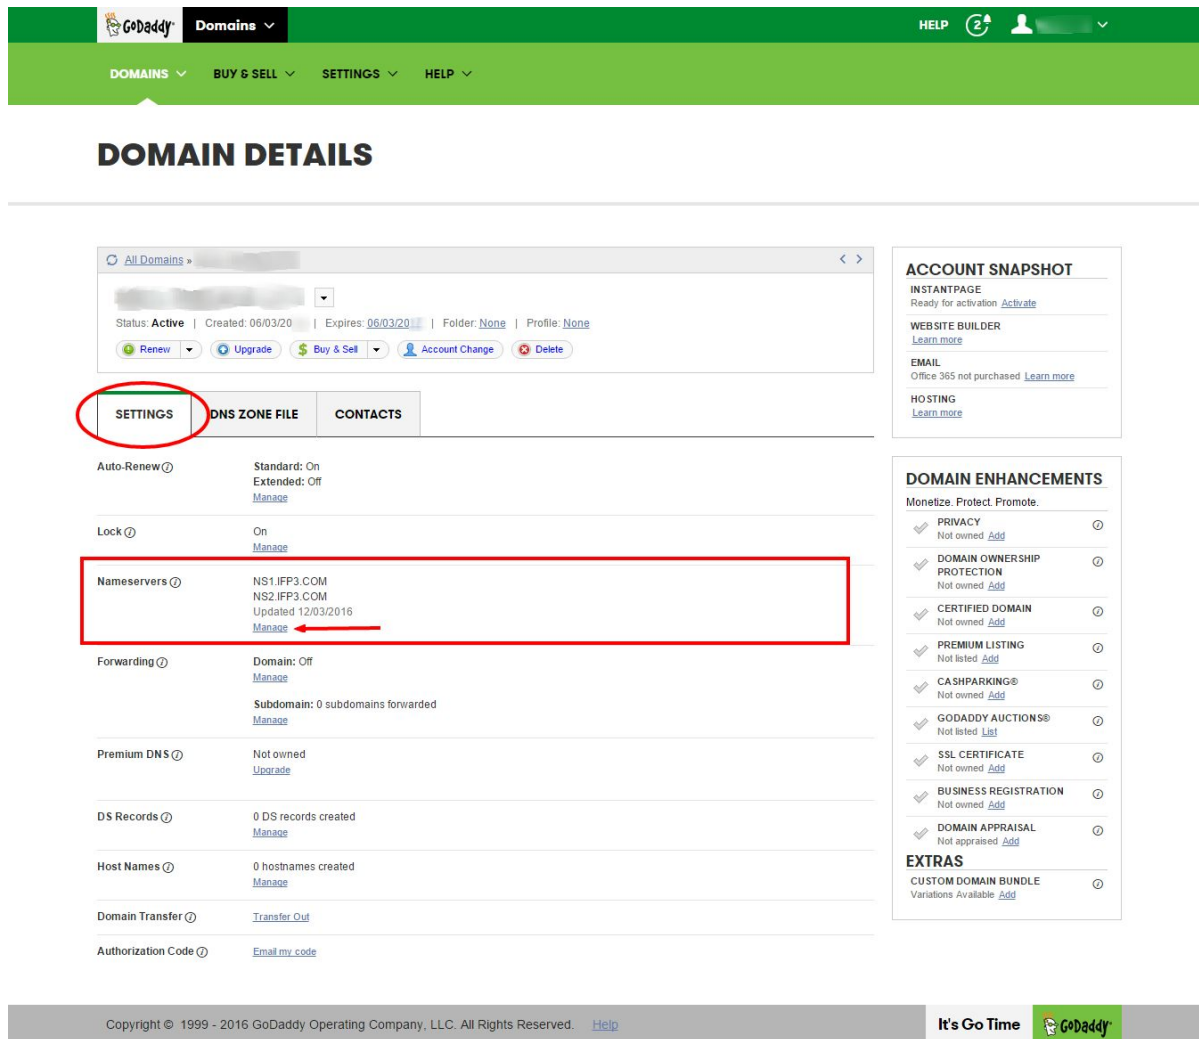 GoDaddy™ Domains HELP 2
DOMAINS BUY & SELL SETTINGS HELP
DOMAIN DETAILS
All Domains »
Status: Active | Created: 06/03/20 | Expires: 06/03/20 | Folder: None | Profile: None
Renew Upgrade Buy & Sell Account Change Delete
SETTINGS DNS ZONE FILE CONTACTS
Auto-Renew Standard: On
Extended: Off
Manage
Lock On
Manage
Nameservers NS1.IFP3.COM
NS2.IFP3.COM
Updated 12/03/2016
Manage
Forwarding Domain: Off
Manage
Subdomain: 0 subdomains forwarded
Manage
Premium DNS Not owned
Upgrade
DS Records 0 DS records created
Manage
Host Names 0 hostnames created
Manage
Domain Transfer Transfer Out
Authorization Code Email my code
ACCOUNT SNAPSHOT
INSTANTPAGE
Ready for activation Activate
WEBSITE BUILDER
Learn more
EMAIL
Office 365 not purchased Learn more
HOSTING
Learn more
DOMAIN ENHANCEMENTS
Monetize. Protect. Promote.
PRIVACY
Not owned Add
DOMAIN OWNERSHIP
PROTECTION
Not owned Add
CERTIFIED DOMAIN
Not owned Add
PREMIUM LISTING
Not listed Add
CASHPARKING®
Not owned Add
GODADDY AUCTIONS®
Not listed List
SSL CERTIFICATE
Not owned Add
BUSINESS REGISTRATION
Not owned Add
DOMAIN APPRAISAL
Not appraised Add
EXTRAS
CUSTOM DOMAIN BUNDLE
Variations Available Add
Copyright © 1999 - 2016 GoDaddy Operating Company, LLC. All Rights Reserved. Help
It's Go Time GoDaddy™